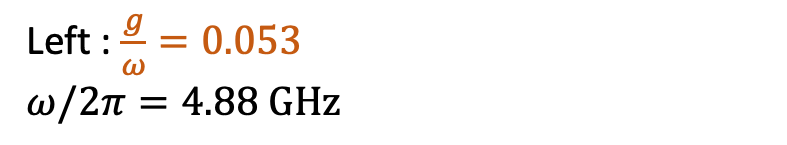 Left : g/ω = 0.053
ω/2π = 4.88 GHz